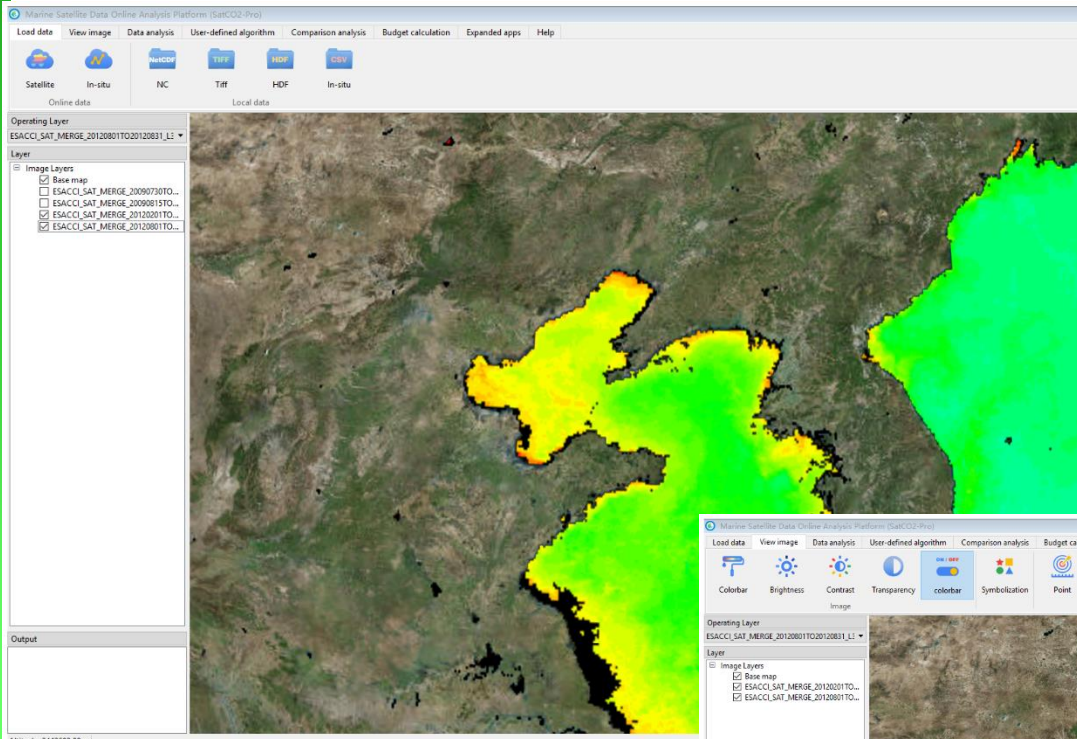 Marine Satellite Data Online Analysis Platform (SatCO2-Pro)
Load data View image Data analysis User-defined algorithm Comparison analysis Budget calculation Expanded apps Help
NetCDF TIFF HDF CSV
Satellite In-situ NC Tiff HDF In-situ
Online data Local data
Operating Layer
ESACCI_SAT_MERGE_20120801TO20120831_L3
Layer
Image Layers
Base map
ESACCI_SAT_MERGE_20090730TO...
ESACCI_SAT_MERGE_20090815TO...
ESACCI_SAT_MERGE_20120201TO...
ESACCI_SAT_MERGE_20120801TO...
Output
Marine Satellite Data Online Analysis Platform (SatCO2-Pro)
Load data View image Data analysis User-defined algorithm Comparison analysis Budget ca
ON / OFF
Colorbar Brightness Contrast Transparency colorbar Symbolization Point
Image
Operating Layer
ESACCI_SAT_MERGE_20120801TO20120831_L3
Layer
Image Layers
Base map
ESACCI_SAT_MERGE_20120201TO...
ESACCI_SAT_MERGE_20120801TO...